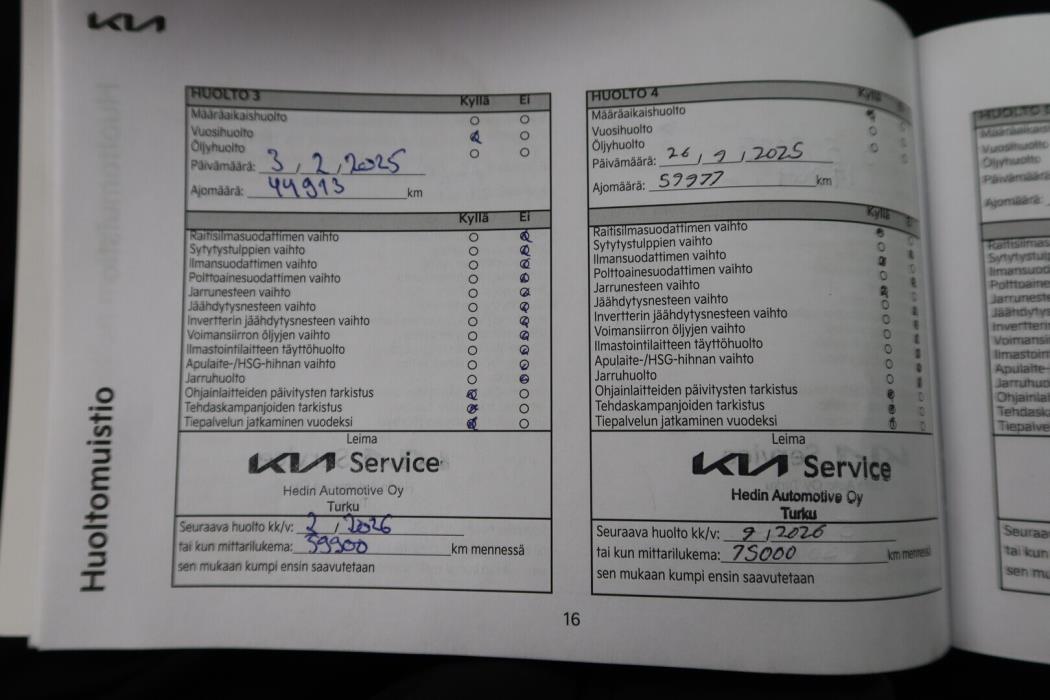 KIA
Huoltomuistio
HUOLTO 3
Kyllä Ei
Määräaikaishuolto
Vuosihuolto
Öljyhuolto
Päivämäärä: 3, 2, 2025
Ajomäärä: 44913 km
Kyllä Ei
Raitisilmasuodattimen vaihto
Sytytystulppien vaihto
Ilmansuodattimen vaihto
Polttoainesuodattimen vaihto
Jarrunesteen vaihto
Jäähdytysnesteen vaihto
Invertterin jäähdytysnesteen vaihto
Voimansiirron öljyjen vaihto
Ilmastointilaitteen täyttöhuolto
Apulaite-/HSG-hihnan vaihto
Jarruhuolto
Ohjainlaitteiden päivitysten tarkistus
Tehdaskampanjoiden tarkistus
Tiepalvelun jatkaminen vuodeksi
Leima
KIA Service
Hedin Automotive Oy
Turku
Seuraava huolto kk/v: 2, 2026
tai kun mittarilukema: 59900 km mennessä
sen mukaan kumpi ensin saavutetaan
HUOLTO 4
Kyllä
Määräaikaishuolto
Vuosihuolto
Öljyhuolto
Päivämäärä: 26, 9, 2025
Ajomäärä: 59977 km
Kyllä
Raitisilmasuodattimen vaihto
Sytytystulppien vaihto
Ilmansuodattimen vaihto
Polttoainesuodattimen vaihto
Jarrunesteen vaihto
Jäähdytysnesteen vaihto
Invertterin jäähdytysnesteen vaihto
Voimansiirron öljyjen vaihto
Ilmastointilaitteen täyttöhuolto
Apulaite-/HSG-hihnan vaihto
Jarruhuolto
Ohjainlaitteiden päivitysten tarkistus
Tehdaskampanjoiden tarkistus
Tiepalvelun jatkaminen vuodeksi
Leima
KIA Service
Hedin Automotive Oy
Turku
Seuraava huolto kk/v: 9, 2026
tai kun mittarilukema: 75000 km mennessä
sen mukaan kumpi ensin saavutetaan
16